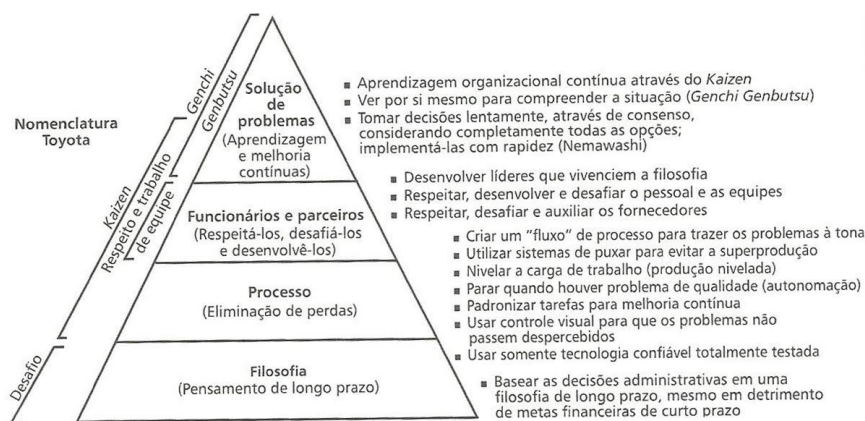 Nomenclatura
Toyota
Genchi
Genbutsu
Kaizen
Respeito e trabalho
de equipe
Desafio
Solução
de
problemas
(Aprendizagem
e melhoria
contínuas)
▪ Aprendizagem organizacional contínua através do Kaizen
▪ Ver por si mesmo para compreender a situação (Genchi Genbutsu)
▪ Tomar decisões lentamente, através de consenso,
considerando completamente todas as opções;
implementá-las com rapidez (Nemawashi)
Funcionários e parceiros
(Respeitá-los, desafiá-los
e desenvolvê-los)
▪ Desenvolver líderes que vivenciem a filosofia
▪ Respeitar, desenvolver e desafiar o pessoal e as equipes
▪ Respeitar, desafiar e auxiliar os fornecedores
Processo
(Eliminação de perdas)
▪ Criar um "fluxo" de processo para trazer os problemas à tona
▪ Utilizar sistemas de puxar para evitar a superprodução
▪ Nivelar a carga de trabalho (produção nivelada)
▪ Parar quando houver problema de qualidade (autonomação)
▪ Padronizar tarefas para melhoria contínua
▪ Usar controle visual para que os problemas não
passem despercebidos
▪ Usar somente tecnologia confiável totalmente testada
Filosofia
(Pensamento de longo prazo)
▪ Basear as decisões administrativas em uma
filosofia de longo prazo, mesmo em detrimento
de metas financeiras de curto prazo